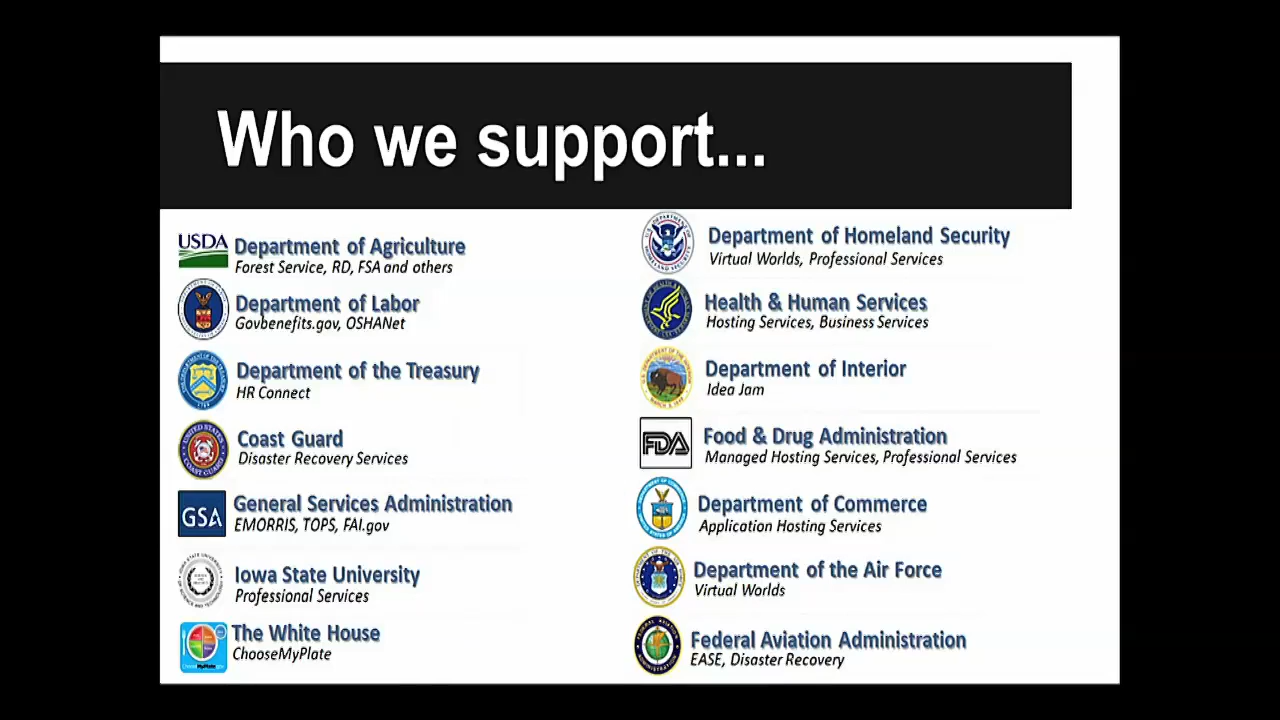 Who we support...
USDA
Department of Agriculture
Forest Service, RD, FSA and others
Department of Labor
Govbenefits.gov, OSHANet
Department of the Treasury
HR Connect
Coast Guard
Disaster Recovery Services
GSA
General Services Administration
EMORRIS, TOPS, FAI.gov
Iowa State University
Professional Services
The White House
ChooseMyPlate
Department of Homeland Security
Virtual Worlds, Professional Services
Health & Human Services
Hosting Services, Business Services
Department of Interior
Idea Jam
FDA
Food & Drug Administration
Managed Hosting Services, Professional Services
Department of Commerce
Application Hosting Services
Department of the Air Force
Virtual Worlds
Federal Aviation Administration
EASE, Disaster Recovery